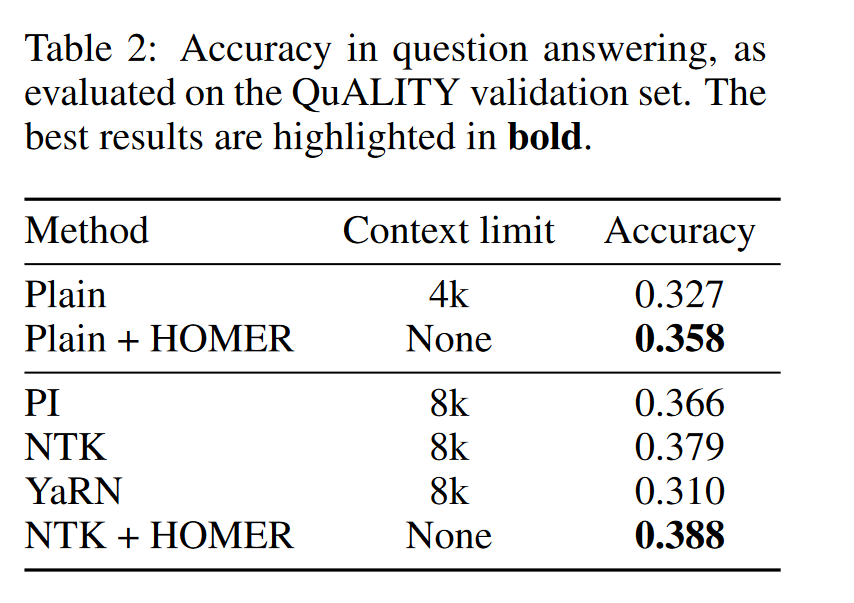 Table 2: Accuracy in question answering, as
evaluated on the QuALITY validation set. The
best results are highlighted in bold.
Method Context limit Accuracy
Plain 4k 0.327
Plain + HOMER None 0.358
PI 8k 0.366
NTK 8k 0.379
YaRN 8k 0.310
NTK + HOMER None 0.388